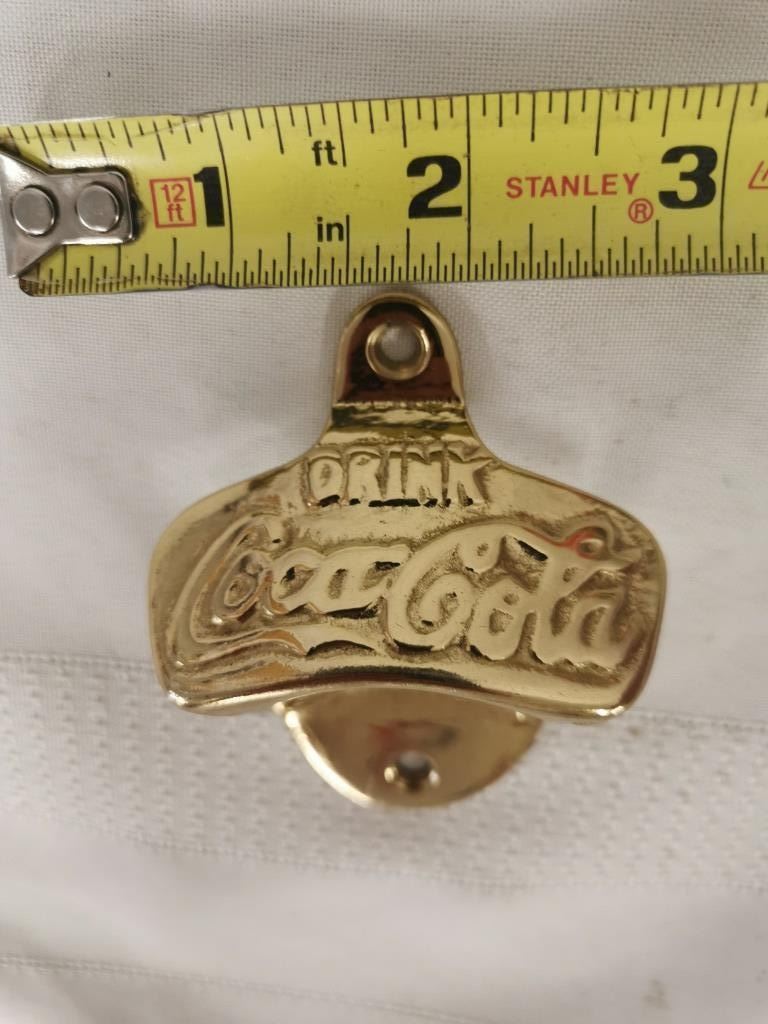 12
ft
1
ft
in
2
STANLEY
®
3
DRINK
Coca-Cola